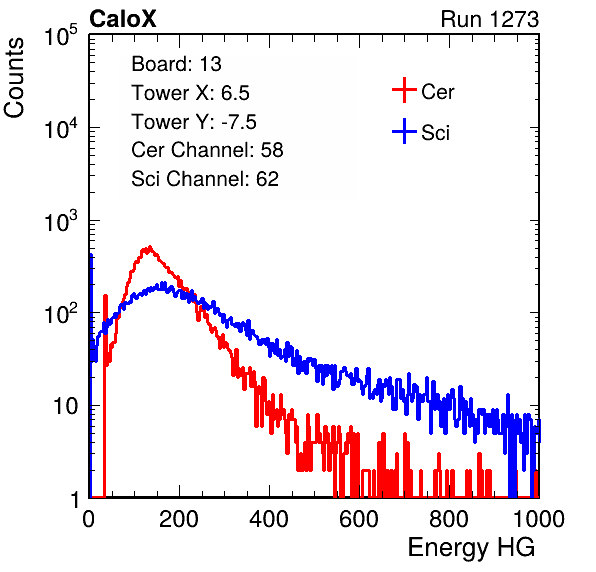 CaloX Run 1273
Counts
Board: 13
Tower X: 6.5
Tower Y: -7.5
Cer Channel: 58
Sci Channel: 62
Cer
Sci
10^5
10^4
10^3
10^2
10
1
0 200 400 600 800 1000
Energy HG